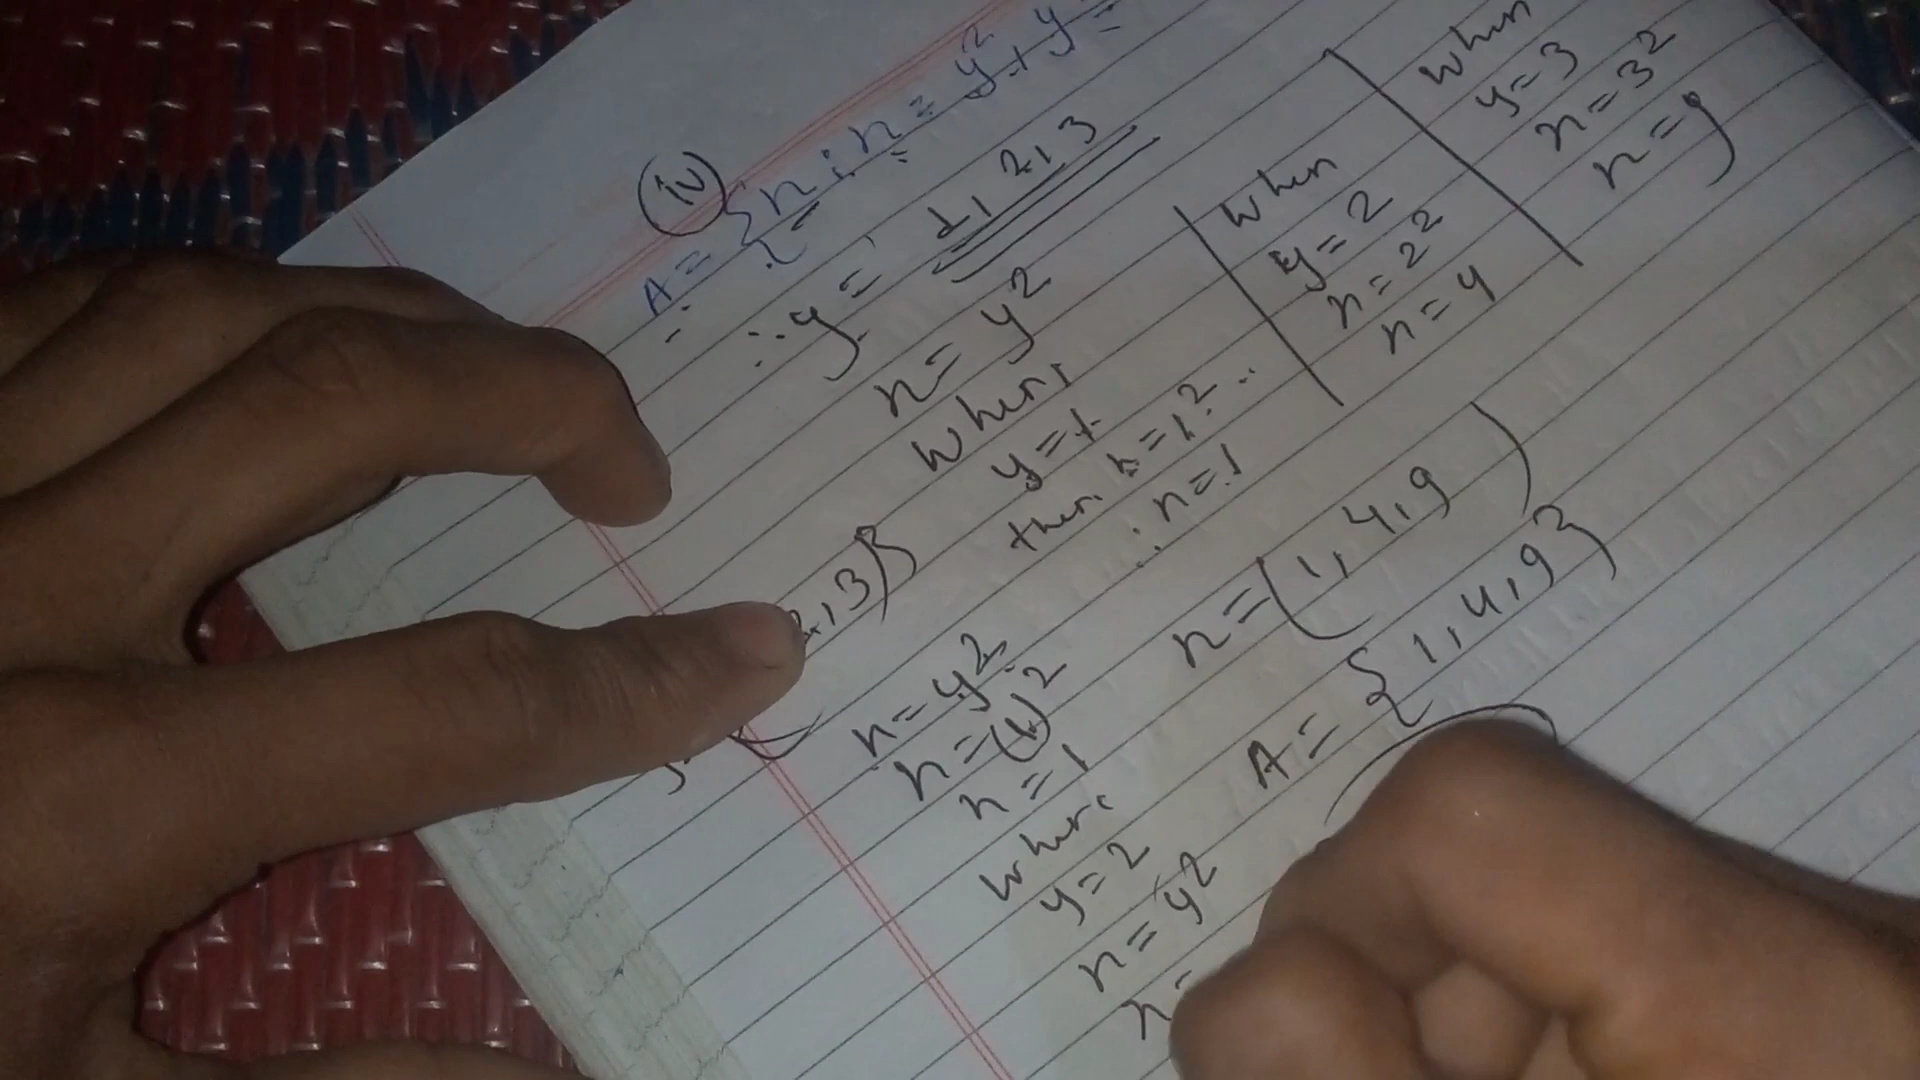 (iv)
A = {n : n = y² + y =
∴ y = 1, 2, 3
n = y²
when,
y = 1
then n = 1²
∴ n = 1
when
y = 2
n = 2²
n = 4
when
y = 3
n = 3²
n = 9
n = (1, 4, 9)
A = {1, 4, 9}
2, 3)}
n = y²
n = (1)²
n = 1
when
y = 2
n = y²
n =